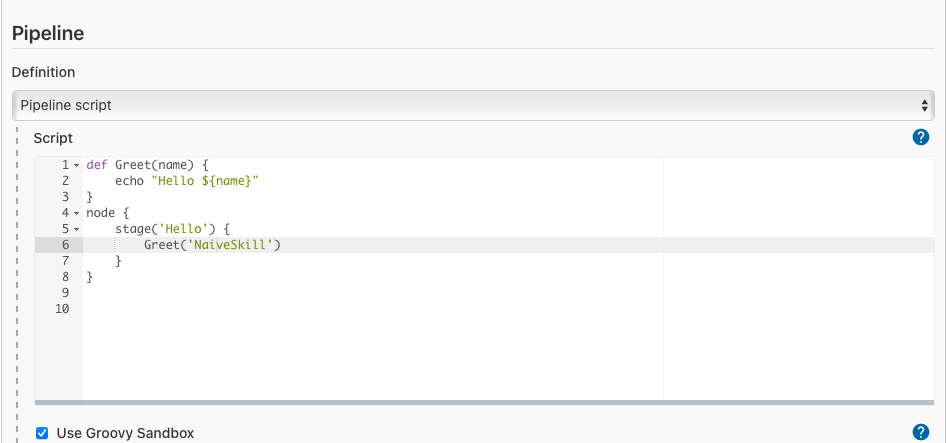 Pipeline
Definition
Pipeline script
Script
?
1 def Greet(name) {
2     echo "Hello ${name}"
3 }
4 node {
5     stage('Hello') {
6         Greet('NaiveSkill')
7     }
8 }
9
10
Use Groovy Sandbox
?